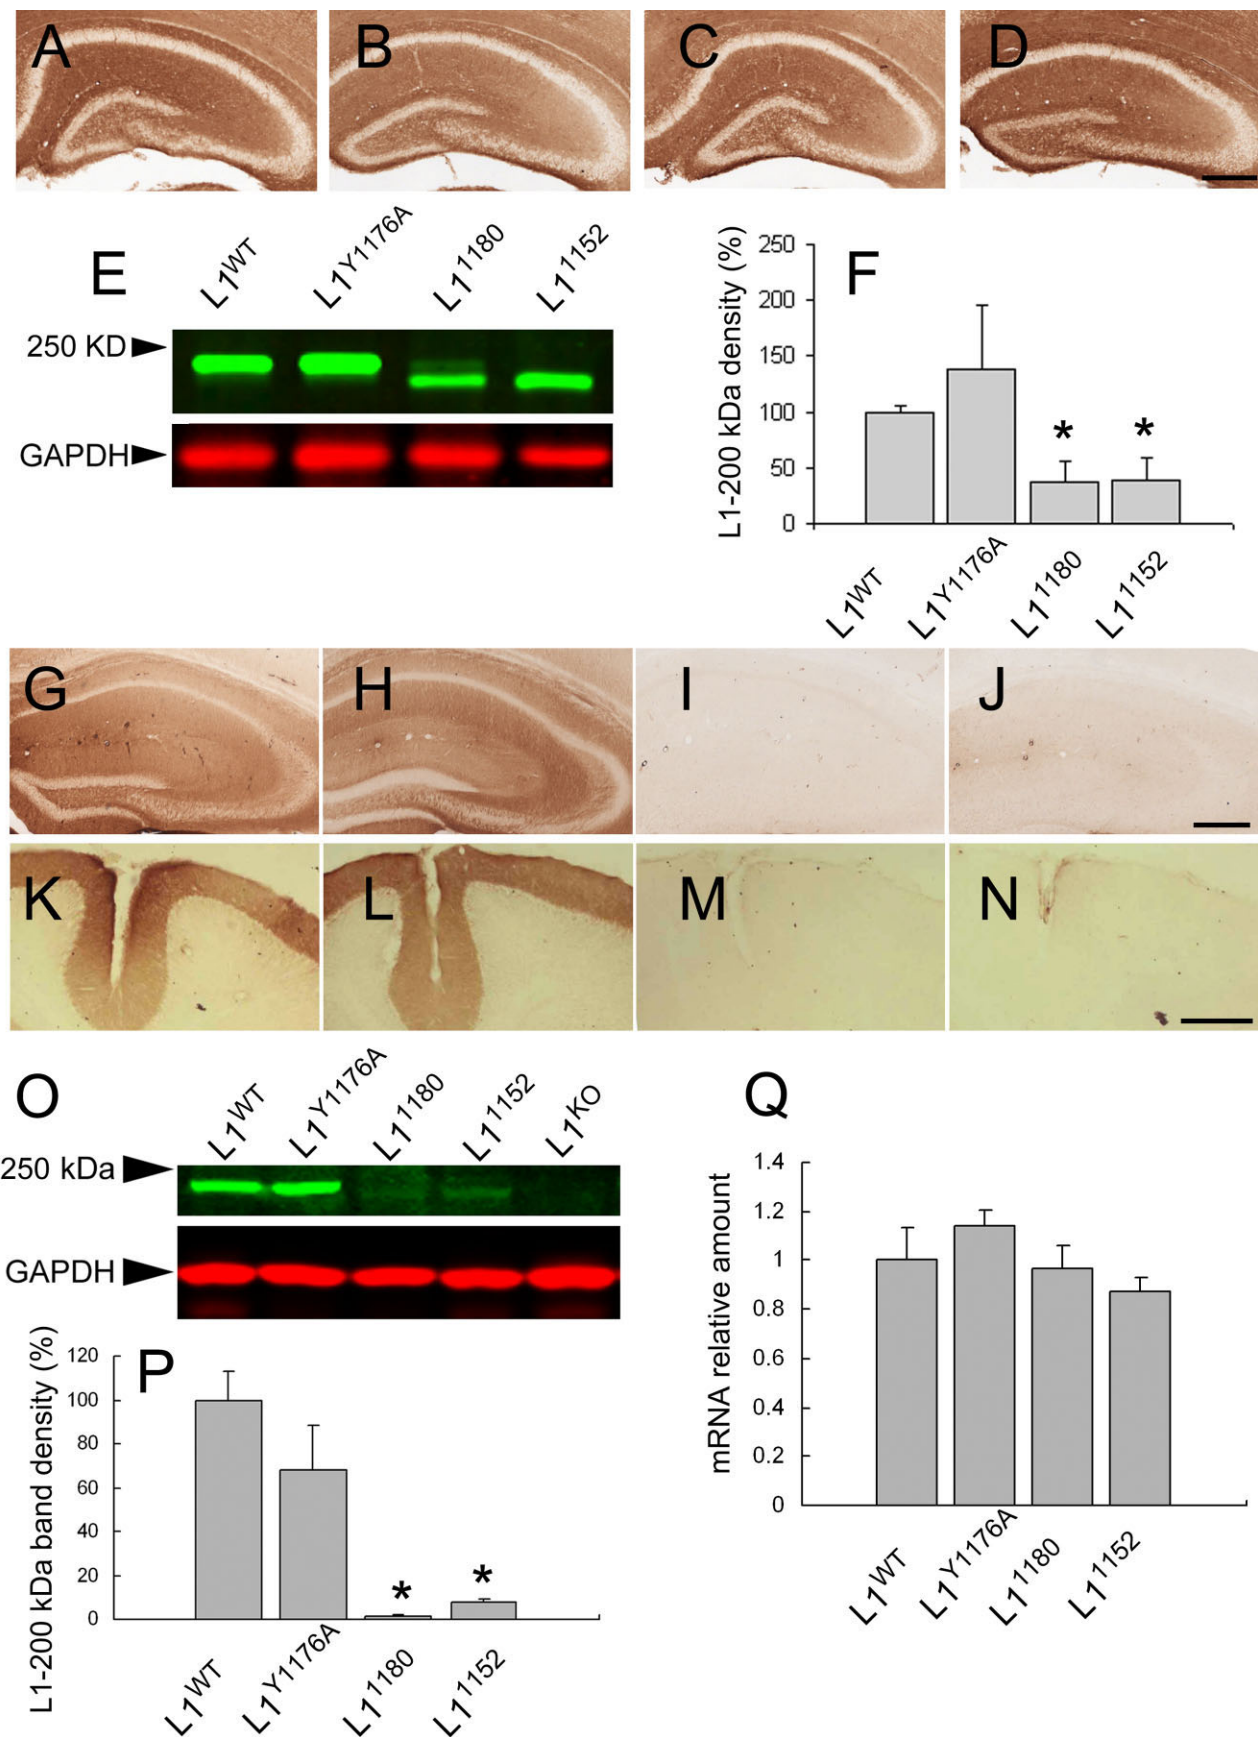 A
B
C
D
E
L1WT
L1Y1176A
L11180
L11152
250 KD
GAPDH
F
L1-200 kDa density (%)
250
200
150
100
50
0
*
*
L1WT
L1Y1176A
L11180
L11152
G
H
I
J
K
L
M
N
O
L1WT
L1Y1176A
L11180
L11152
L1KO
250 kDa
GAPDH
P
L1-200 kDa band density (%)
120
100
80
60
40
20
0
*
*
L1WT
L1Y1176A
L11180
L11152
Q
mRNA relative amount
1.4
1.2
1
0.8
0.6
0.4
0.2
0
L1WT
L1Y1176A
L11180
L11152